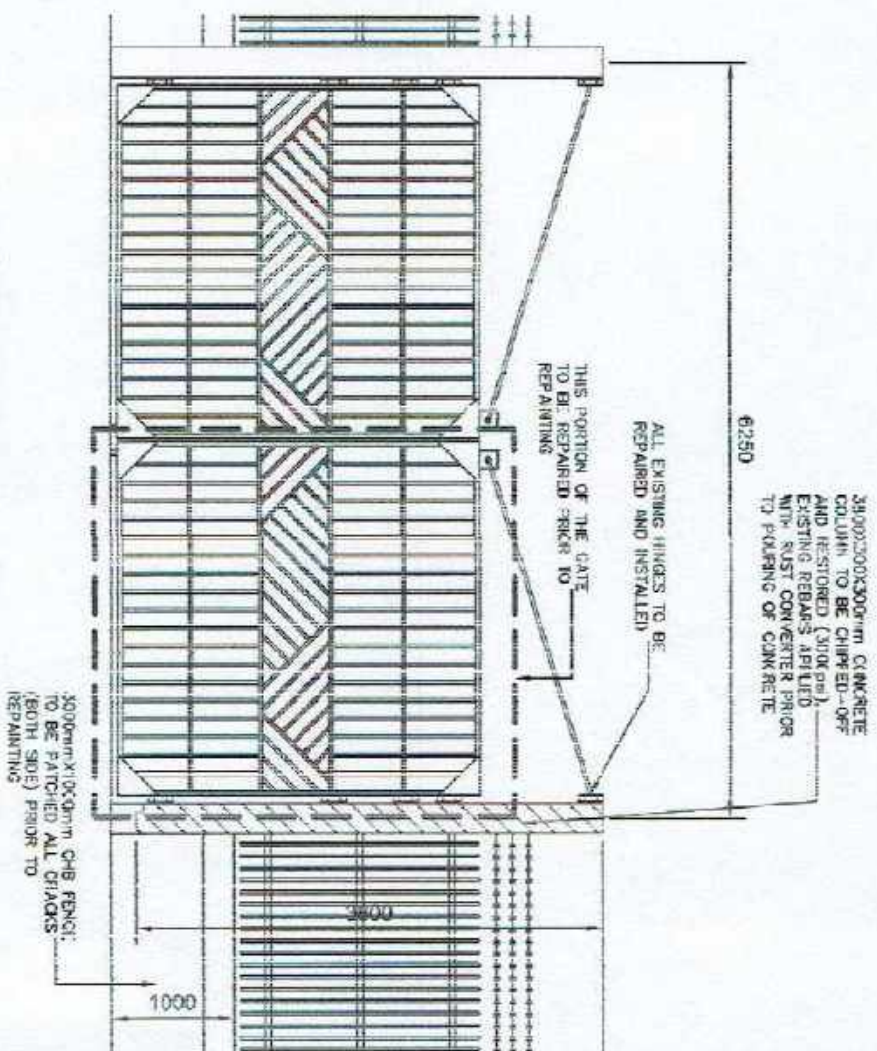 3800X300X300mm CONCRETE
COLUMN TO BE CHIPPED-OFF
AND RESTORED (3000psi),
EXISTING REBARS APPLIED
WITH RUST CONVERTER PRIOR
TO POURING OF CONCRETE
6250
ALL EXISTING HINGES TO BE
REPAIRED AND INSTALLED
THIS PORTION OF THE GATE
TO BE REPAIRED PRIOR TO
REPAINTING
3800
1000
3000mmX1000mm CHB FENCE
TO BE PATCHED ALL CRACKS
(BOTH SIDE) PRIOR TO
REPAINTING